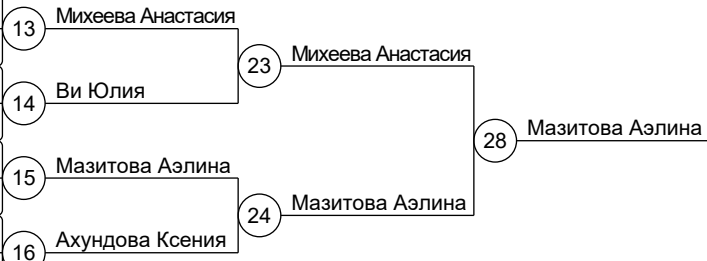 13 Михеева Анастасия
23 Михеева Анастасия
14 Ви Юлия
28 Мазитова Аэлина
15 Мазитова Аэлина
24 Мазитова Аэлина
16 Ахундова Ксения